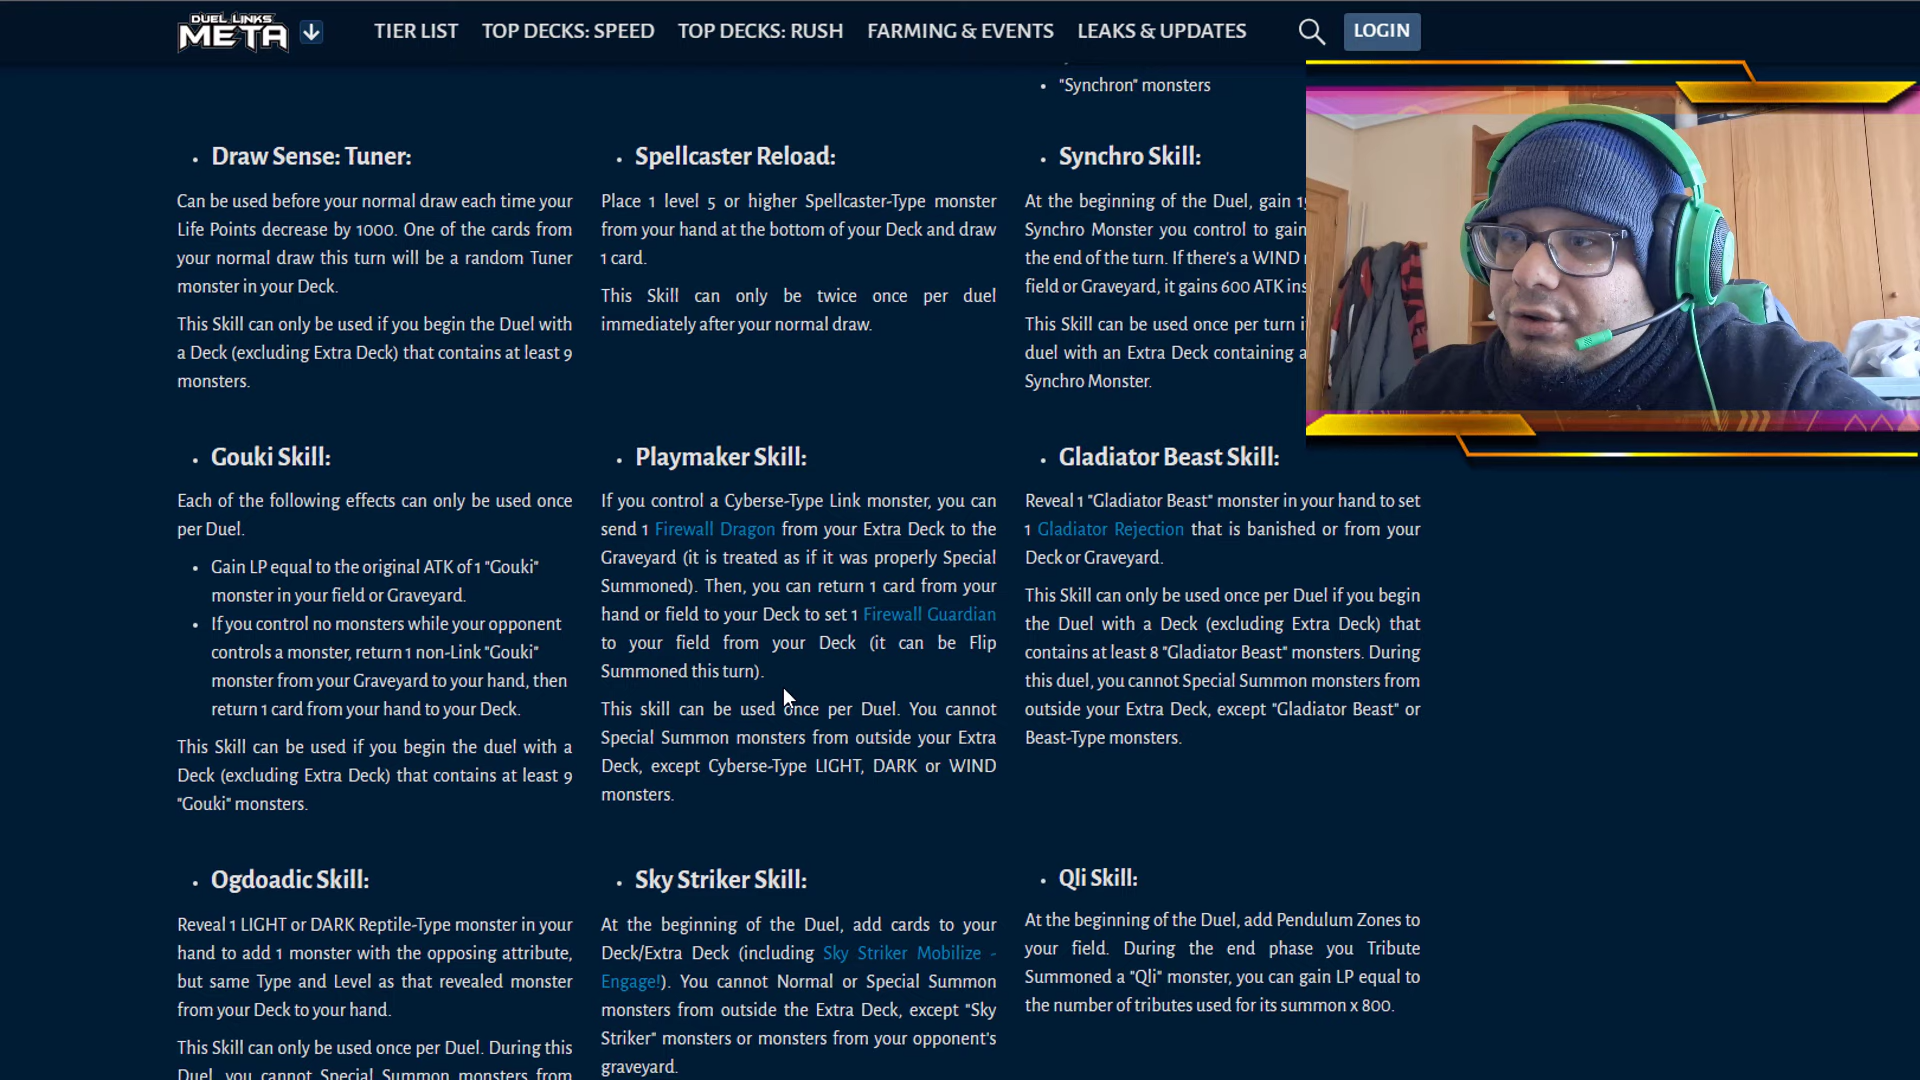 DUEL LINKS
META
TIER LIST
TOP DECKS: SPEED
TOP DECKS: RUSH
FARMING & EVENTS
LEAKS & UPDATES
LOGIN
• "Synchron" monsters
• Draw Sense: Tuner:
Can be used before your normal draw each time your
Life Points decrease by 1000. One of the cards from
your normal draw this turn will be a random Tuner
monster in your Deck.
This Skill can only be used if you begin the Duel with
a Deck (excluding Extra Deck) that contains at least 9
monsters.
• Spellcaster Reload:
Place 1 level 5 or higher Spellcaster-Type monster
from your hand at the bottom of your Deck and draw
1 card.
This Skill can only be twice once per duel
immediately after your normal draw.
• Synchro Skill:
At the beginning of the Duel, gain
Synchro Monster you control to gain
the end of the turn. If there's a WIND
field or Graveyard, it gains 600 ATK
This Skill can be used once per turn
duel with an Extra Deck containing
Synchro Monster.
• Gouki Skill:
Each of the following effects can only be used once
per Duel.
• Gain LP equal to the original ATK of 1 "Gouki"
monster in your field or Graveyard.
• If you control no monsters while your opponent
controls a monster, return 1 non-Link "Gouki"
monster from your Graveyard to your hand, then
return 1 card from your hand to your Deck.
This Skill can be used if you begin the duel with a
Deck (excluding Extra Deck) that contains at least 9
"Gouki" monsters.
• Playmaker Skill:
If you control a Cyberse-Type Link monster, you can
send 1 Firewall Dragon from your Extra Deck to the
Graveyard (it is treated as if it was properly Special
Summoned). Then, you can return 1 card from your
hand or field to your Deck to set 1 Firewall Guardian
to your field from your Deck (it can be Flip
Summoned this turn).
This skill can be used once per Duel. You cannot
Special Summon monsters from outside your Extra
Deck, except Cyberse-Type LIGHT, DARK or WIND
monsters.
• Gladiator Beast Skill:
Reveal 1 "Gladiator Beast" monster in your hand to set
1 Gladiator Rejection that is banished or from your
Deck or Graveyard.
This Skill can only be used once per Duel if you begin
the Duel with a Deck (excluding Extra Deck) that
contains at least 8 "Gladiator Beast" monsters. During
this duel, you cannot Special Summon monsters from
outside your Extra Deck, except "Gladiator Beast" or
Beast-Type monsters.
• Ogdoadic Skill:
Reveal 1 LIGHT or DARK Reptile-Type monster in your
hand to add 1 monster with the opposing attribute,
but same Type and Level as that revealed monster
from your Deck to your hand.
This Skill can only be used once per Duel. During this
Duel, you cannot Special Summon monsters from
• Sky Striker Skill:
At the beginning of the Duel, add cards to your
Deck/Extra Deck (including Sky Striker Mobilize -
Engage!). You cannot Normal or Special Summon
monsters from outside the Extra Deck, except "Sky
Striker" monsters or monsters from your opponent's
graveyard.
• Qli Skill:
At the beginning of the Duel, add Pendulum Zones to
your field. During the end phase you Tribute
Summoned a "Qli" monster, you can gain LP equal to
the number of tributes used for its summon x 800.